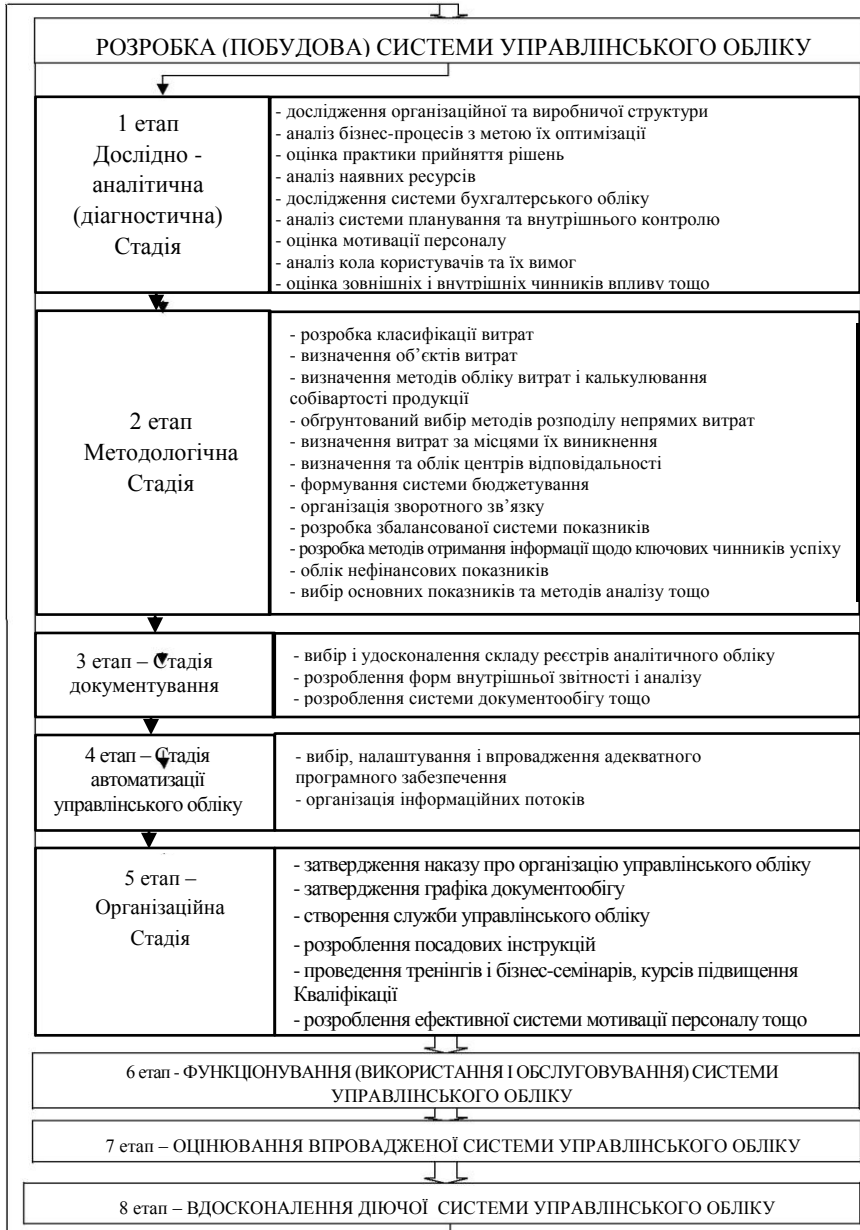 РОЗРОБКА (ПОБУДОВА) СИСТЕМИ УПРАВЛІНСЬКОГО ОБЛІКУ
1 етап
Дослідно -
аналітична
(діагностична)
Стадія
- дослідження організаційної та виробничої структури
- аналіз бізнес-процесів з метою їх оптимізації
- оцінка практики прийняття рішень
- аналіз наявних ресурсів
- дослідження системи бухгалтерського обліку
- аналіз системи планування та внутрішнього контролю
- оцінка мотивації персоналу
- аналіз кола користувачів та їх вимог
- оцінка зовнішніх і внутрішніх чинників впливу тощо
2 етап
Методологічна
Стадія
- розробка класифікації витрат
- визначення об’єктів витрат
- визначення методів обліку витрат і калькулювання
собівартості продукції
- обґрунтований вибір методів розподілу непрямих витрат
- визначення витрат за місцями їх виникнення
- визначення та облік центрів відповідальності
- формування системи бюджетування
- організація зворотного зв’язку
- розробка збалансованої системи показників
- розробка методів отримання інформації щодо ключових чинників успіху
- облік нефінансових показників
- вибір основних показників та методів аналізу тощо
3 етап – Стадія
документування
- вибір і удосконалення складу реєстрів аналітичного обліку
- розроблення форм внутрішньої звітності і аналізу
- розроблення системи документообігу тощо
4 етап – Стадія
автоматизації
управлінського обліку
- вибір, налаштування і впровадження адекватного
програмного забезпечення
- організація інформаційних потоків
5 етап –
Організаційна
Стадія
- затвердження наказу про організацію управлінського обліку
- затвердження графіка документообігу
- створення служби управлінського обліку
- розроблення посадових інструкцій
- проведення тренінгів і бізнес-семінарів, курсів підвищення
Кваліфікації
- розроблення ефективної системи мотивації персоналу тощо
6 етап - ФУНКЦІОНУВАННЯ (ВИКОРИСТАННЯ І ОБСЛУГОВУВАННЯ) СИСТЕМИ
УПРАВЛІНСЬКОГО ОБЛІКУ
7 етап – ОЦІНЮВАННЯ ВПРОВАДЖЕНОЇ СИСТЕМИ УПРАВЛІНСЬКОГО ОБЛІКУ
8 етап – ВДОСКОНАЛЕННЯ ДІЮЧОЇ СИСТЕМИ УПРАВЛІНСЬКОГО ОБЛІКУ